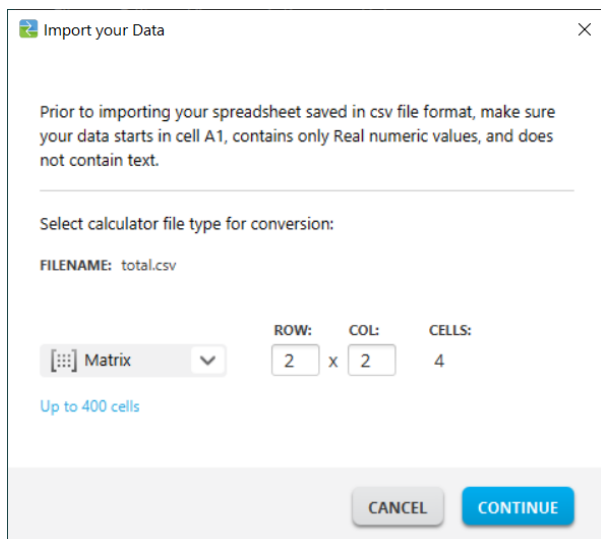 Import your Data
Prior to importing your spreadsheet saved in csv file format, make sure
your data starts in cell A1, contains only Real numeric values, and does
not contain text.
Select calculator file type for conversion:
FILENAME: total.csv
ROW: COL: CELLS:
Matrix 2 x 2 4
Up to 400 cells
CANCEL CONTINUE